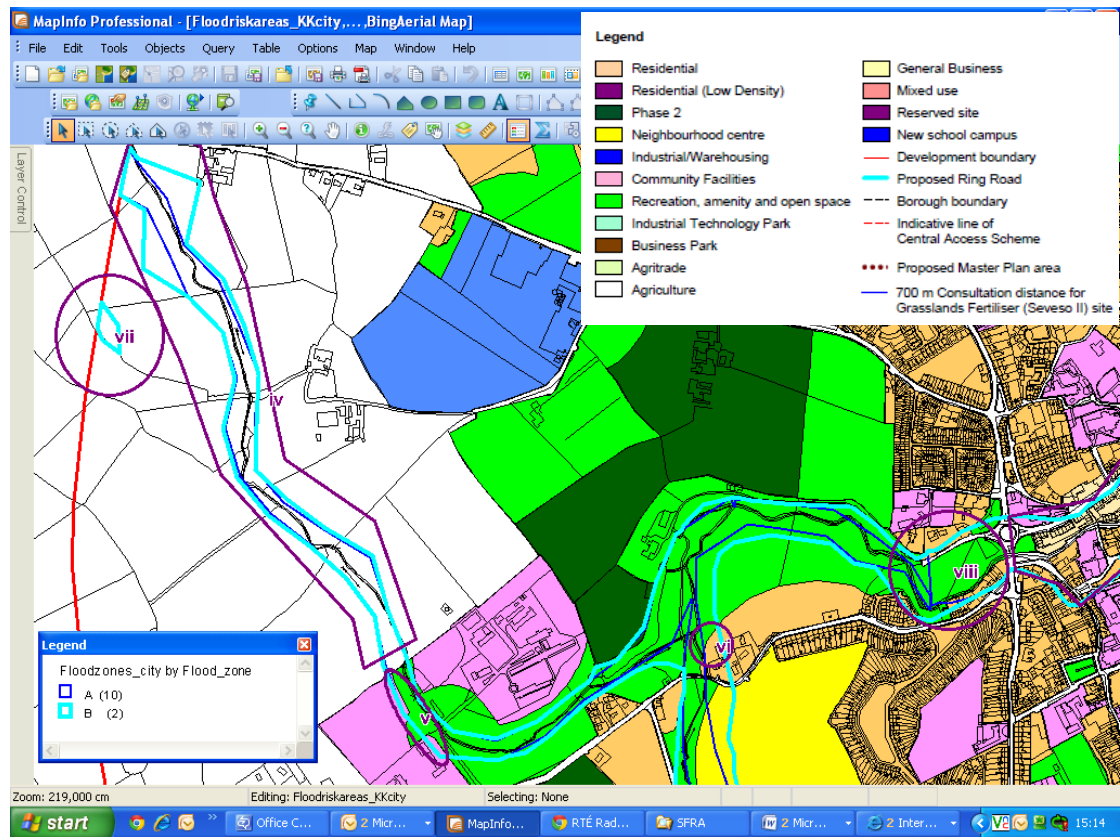 MapInfo Professional - [Floodriskareas_KKcity,...,BingAerial Map]
File Edit Tools Objects Query Table Options Map Window Help
Layer Control
Legend
Residential
Residential (Low Density)
Phase 2
Neighbourhood centre
Industrial/Warehousing
Community Facilities
Recreation, amenity and open space
Industrial Technology Park
Business Park
Agritrade
Agriculture
General Business
Mixed use
Reserved site
New school campus
Development boundary
Proposed Ring Road
Borough boundary
Indicative line of
Central Access Scheme
Proposed Master Plan area
700 m Consultation distance for
Grasslands Fertiliser (Seveso II) site
vii
iv
v
vi
viii
Legend
Floodzones_city by Flood_zone
A (10)
B (2)
Zoom: 219,000 cm Editing: Floodriskareas_KKcity Selecting: None
start Office C... 2 Micr... MapInfo... RTÉ Rad... SFRA 2 Micr... 2 Inter... 15:14